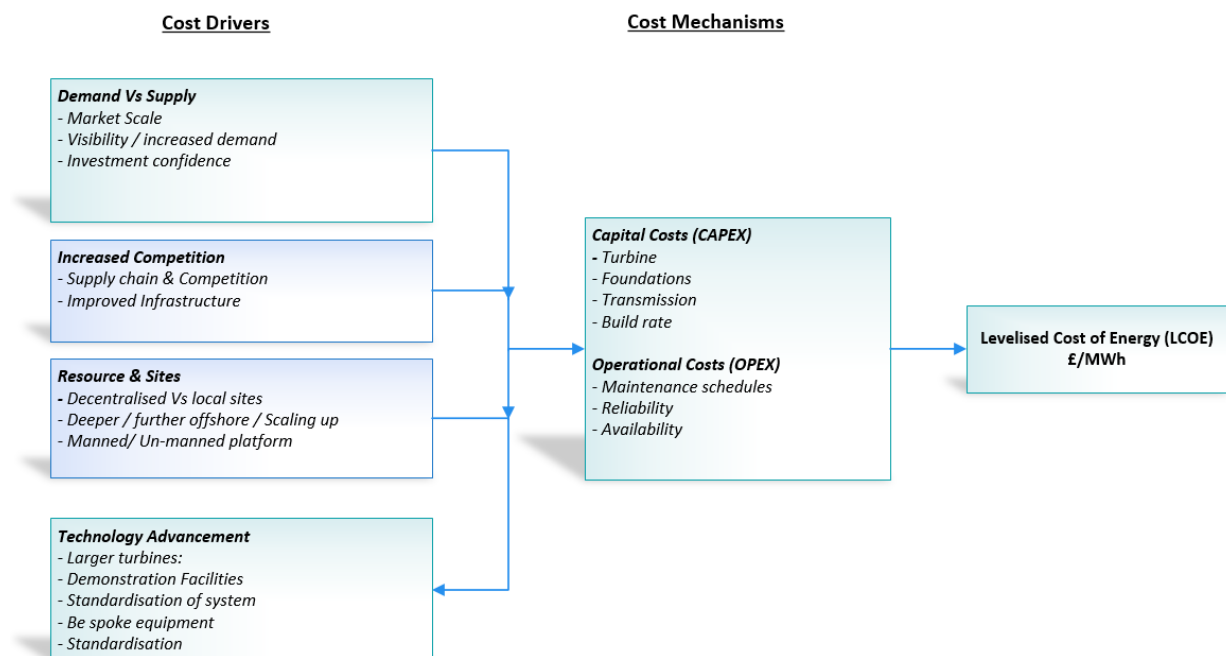 Cost Drivers
Cost Mechanisms
Demand Vs Supply
- Market Scale
- Visibility / increased demand
- Investment confidence
Increased Competition
- Supply chain & Competition
- Improved Infrastructure
Resource & Sites
- Decentralised Vs local sites
- Deeper / further offshore / Scaling up
- Manned/ Un-manned platform
Technology Advancement
- Larger turbines:
- Demonstration Facilities
- Standardisation of system
- Be spoke equipment
- Standardisation
Capital Costs (CAPEX)
- Turbine
- Foundations
- Transmission
- Build rate
Operational Costs (OPEX)
- Maintenance schedules
- Reliability
- Availability
Levelised Cost of Energy (LCOE)
£/MWh